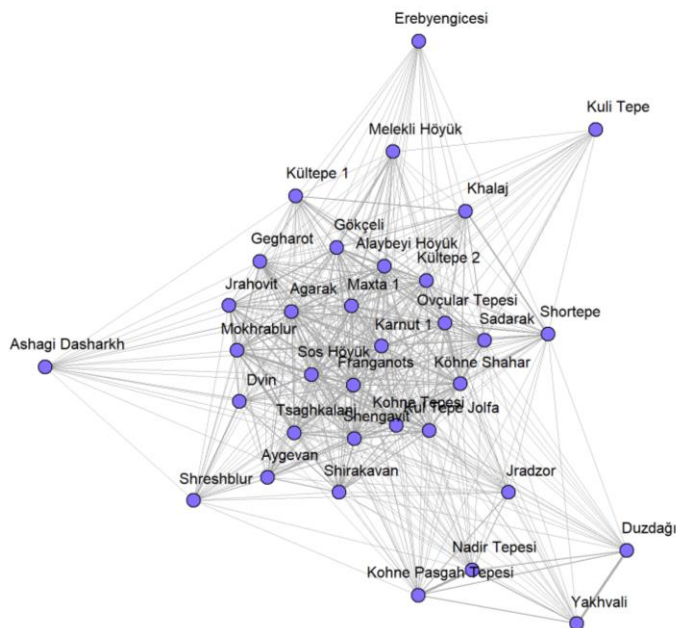 Erebyengicesi
Kuli Tepe
Melekli Höyük
Kültepe 1
Khalaj
Gökçeli
Gegharot
Alaybeyi Höyük
Kültepe 2
Jrahovit
Agarak
Maxta 1
Ovçular Tepesi
Shortepe
Mokhrablur
Karnut 1
Sadarak
Ashagi Dasharkh
Sos Höyük
Franganots
Köhne Shahar
Dvin
Tsaghkalanj
Kohne Tepesi
Kul Tepe Jolfa
Shengavit
Aygevan
Shreshblur
Shirakavan
Jradzor
Duzdağı
Nadir Tepesi
Kohne Pasgah Tepesi
Yakhvali